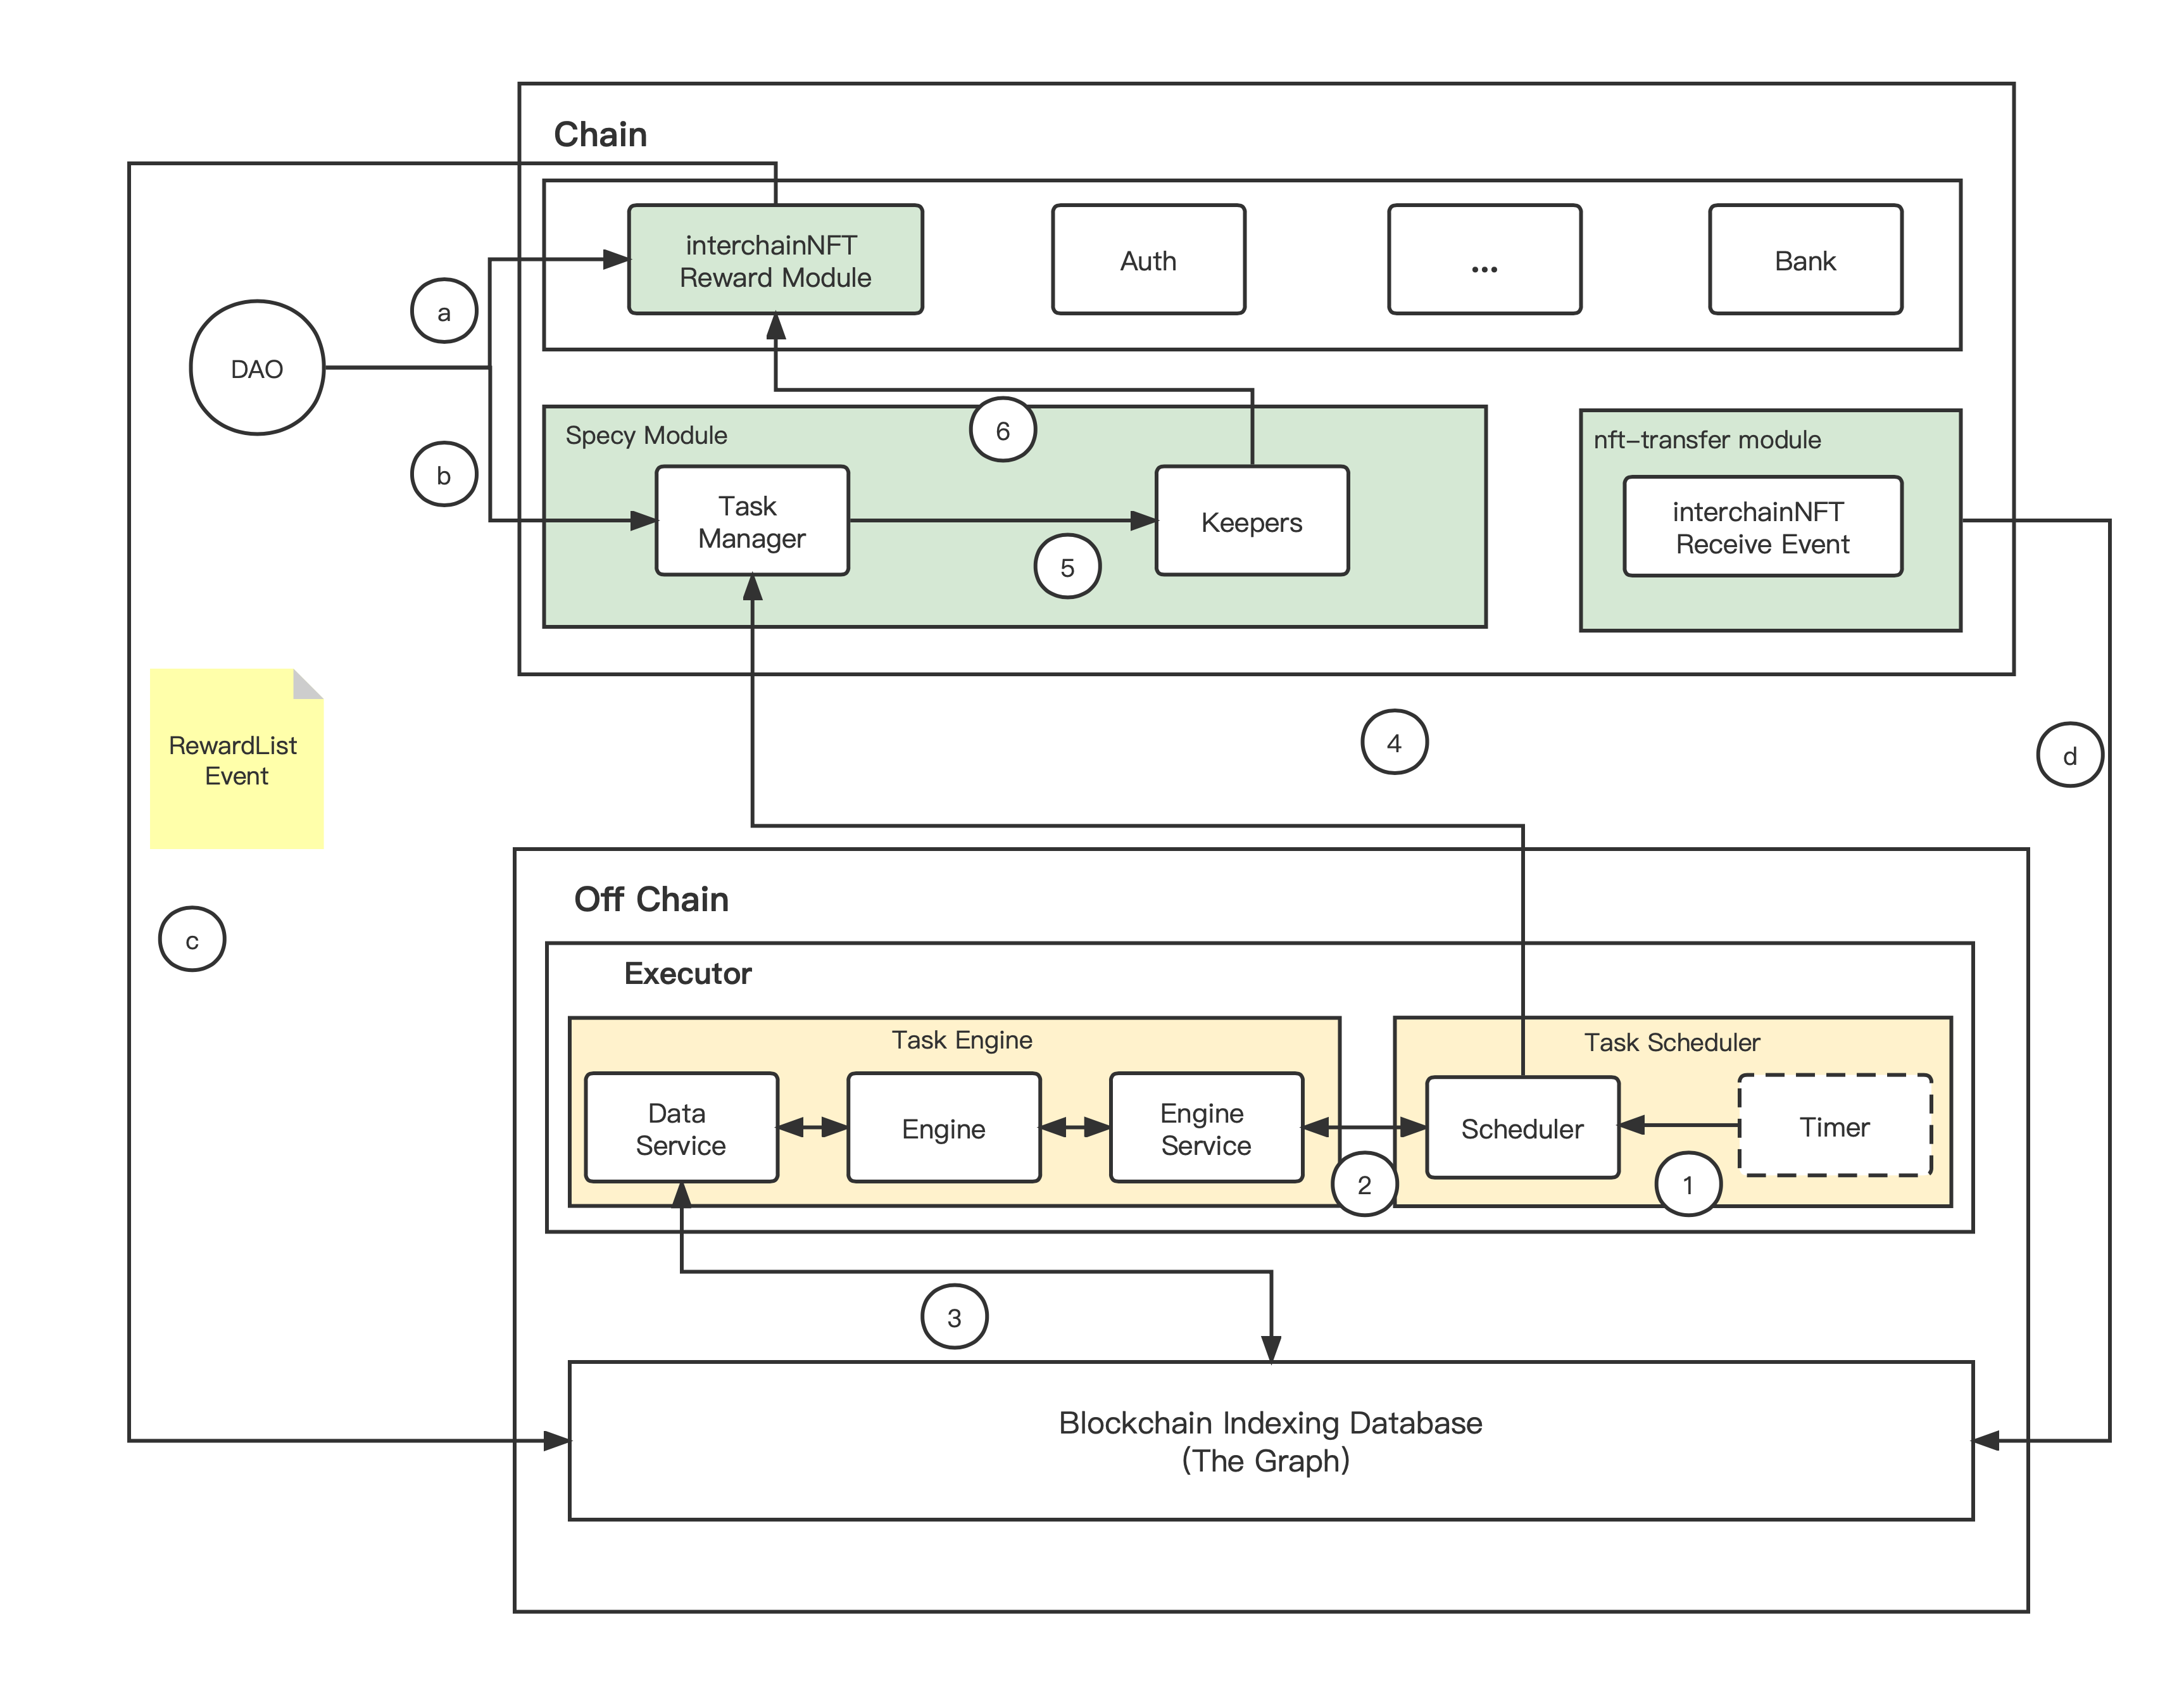 Chain
interchainNFT
Reward Module
Auth
...
Bank
a
DAO
b
Specy Module
6
Task
Manager
5
Keepers
nft-transfer module
interchainNFT
Receive Event
RewardList
Event
4
d
c
Off Chain
Executor
Task Engine
Data
Service
Engine
Engine
Service
2
Task Scheduler
Scheduler
1
Timer
3
Blockchain Indexing Database
(The Graph)